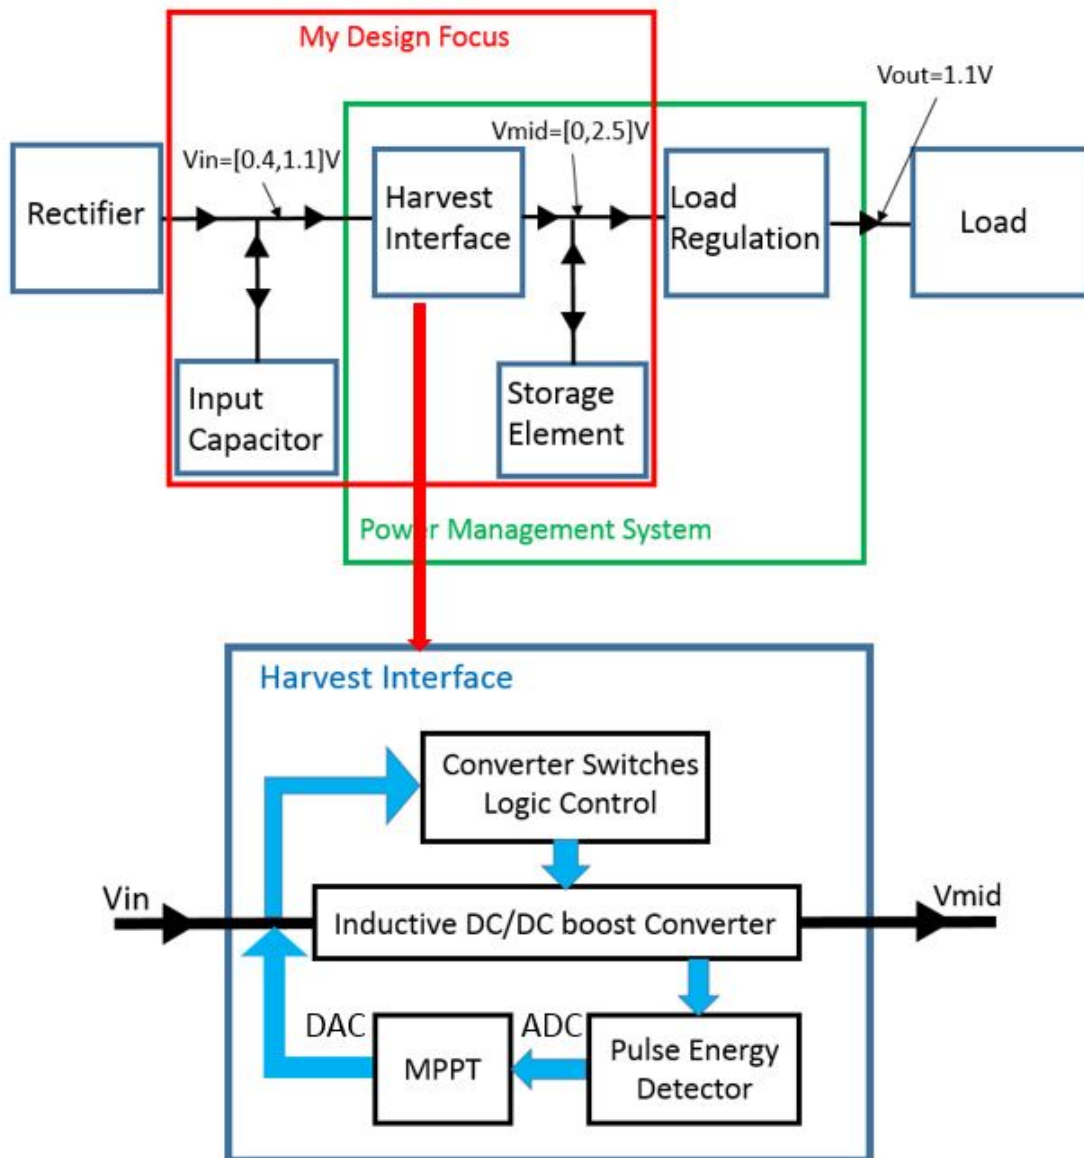 My Design Focus
Vout=1.1V
Vmid=[0,2.5]V
Vin=[0.4,1.1]V
Rectifier
Harvest
Interface
Load
Regulation
Load
Input
Capacitor
Storage
Element
Power Management System
Harvest Interface
Converter Switches
Logic Control
Vin
Inductive DC/DC boost Converter
Vmid
DAC
MPPT
ADC
Pulse Energy
Detector